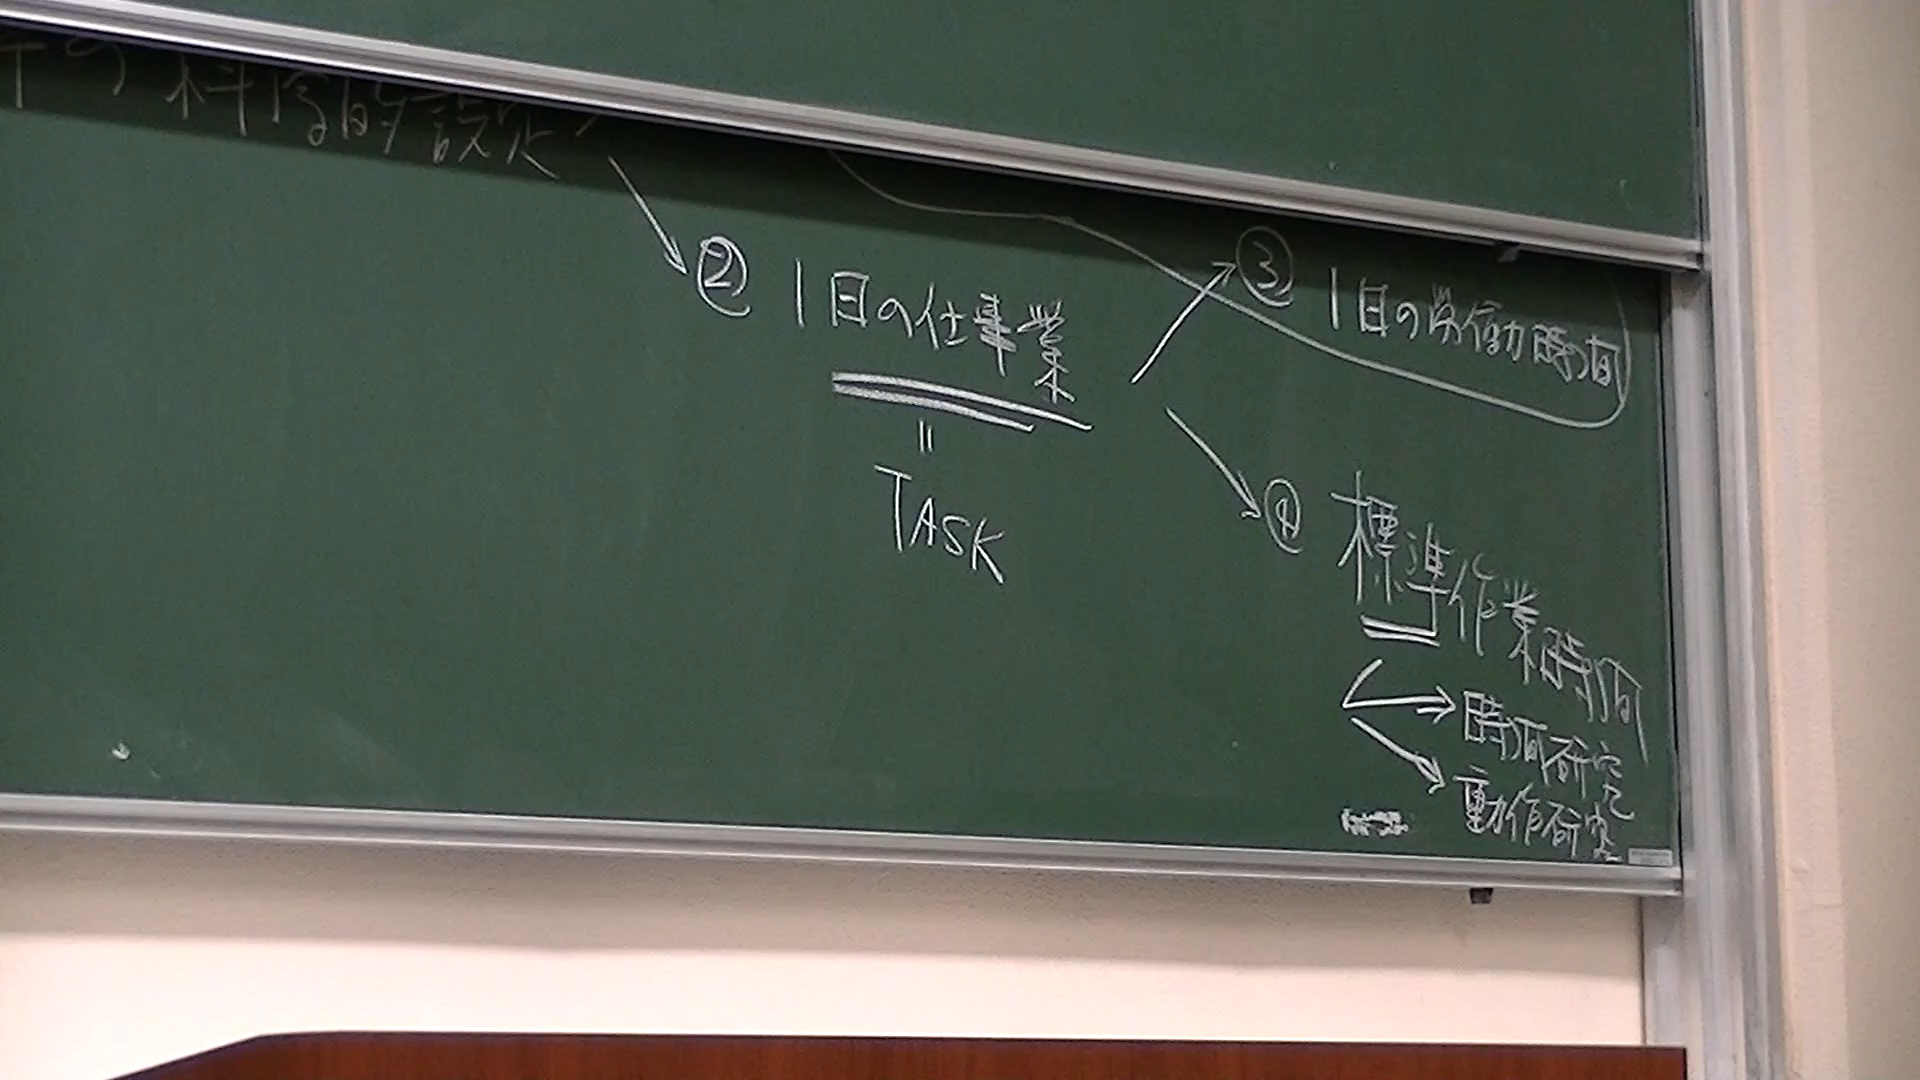 の科学的設定
② 1日の仕事業
=
TASK
③ 1日の労働時間
④ 標準作業時間
時間研究
動作研究